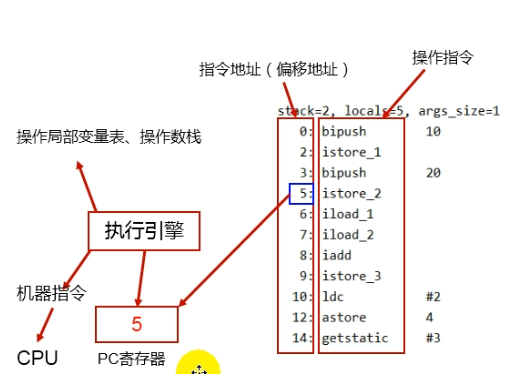 操作指令
指令地址（偏移地址）
stack=2, locals=5, args_size=1
操作局部变量表、操作数栈
0: bipush 10
2: istore_1
3: bipush 20
5: istore_2
6: iload_1
7: iload_2
8: iadd
9: istore_3
10: ldc #2
12: astore 4
14: getstatic #3
执行引擎
机器指令
5
CPU
PC寄存器